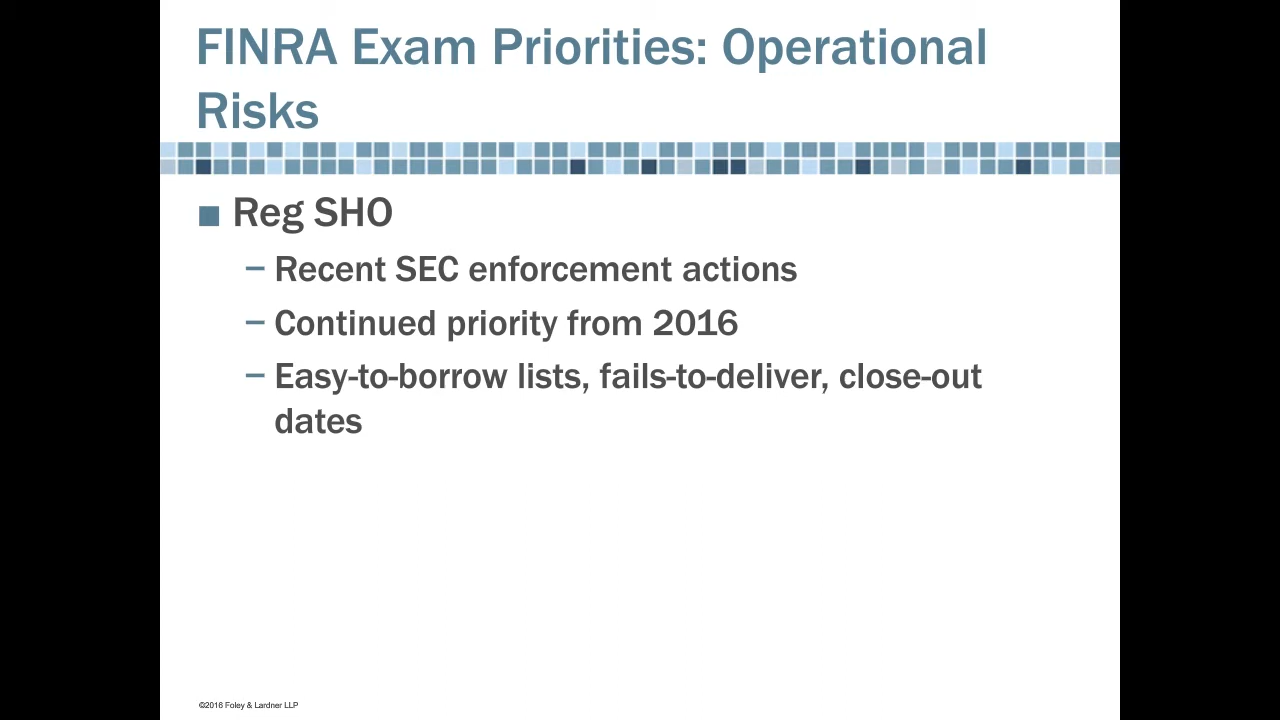 FINRA Exam Priorities: Operational
Risks
■ Reg SHO
– Recent SEC enforcement actions
– Continued priority from 2016
– Easy-to-borrow lists, fails-to-deliver, close-out
dates
©2016 Foley & Lardner LLP